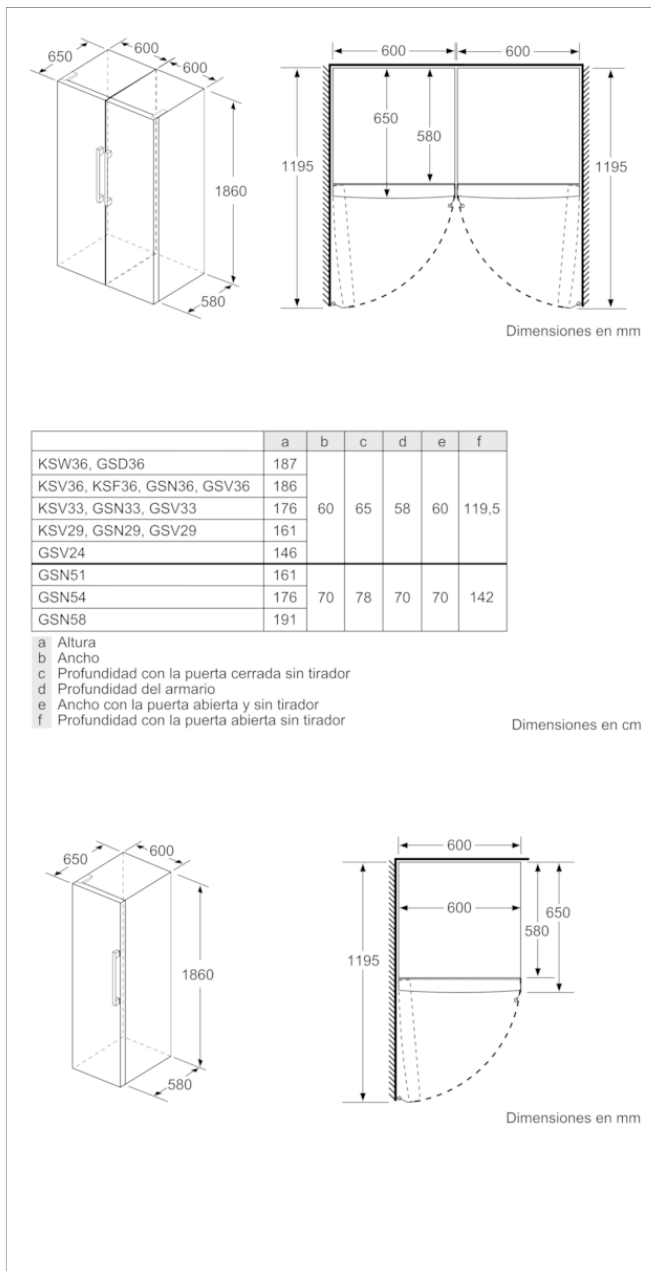 650
600
600
1860
580
600
600
650
580
1195
1195
Dimensiones en mm
a b c d e f
KSW36, GSD36 187
KSV36, KSF36, GSN36, GSV36 186
KSV33, GSN33, GSV33 176 60 65 58 60 119,5
KSV29, GSN29, GSV29 161
GSV24 146
GSN51 161
GSN54 176 70 78 70 70 142
GSN58 191
a Altura
b Ancho
c Profundidad con la puerta cerrada sin tirador
d Profundidad del armario
e Ancho con la puerta abierta y sin tirador
f Profundidad con la puerta abierta sin tirador
Dimensiones en cm
650
600
1860
580
600
600
650
580
1195
Dimensiones en mm